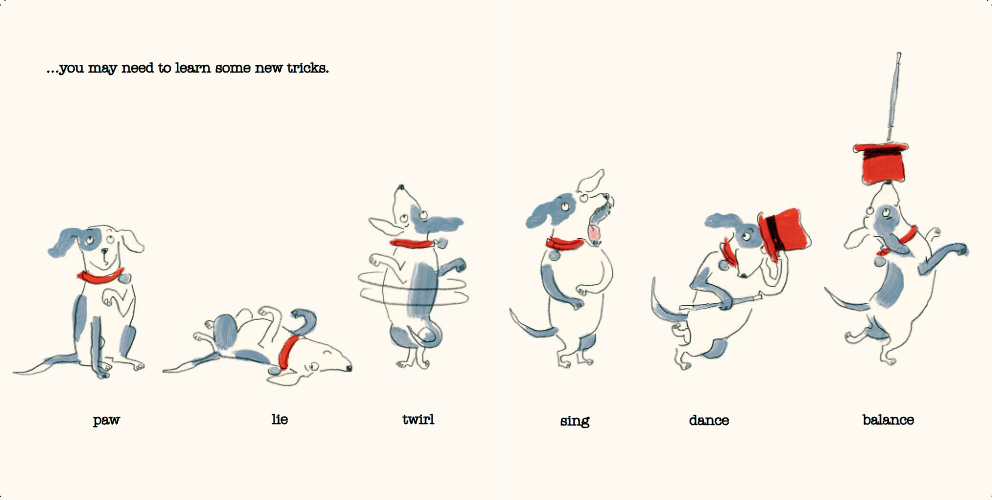 ...you may need to learn some new tricks.
paw
lie
twirl
sing
dance
balance